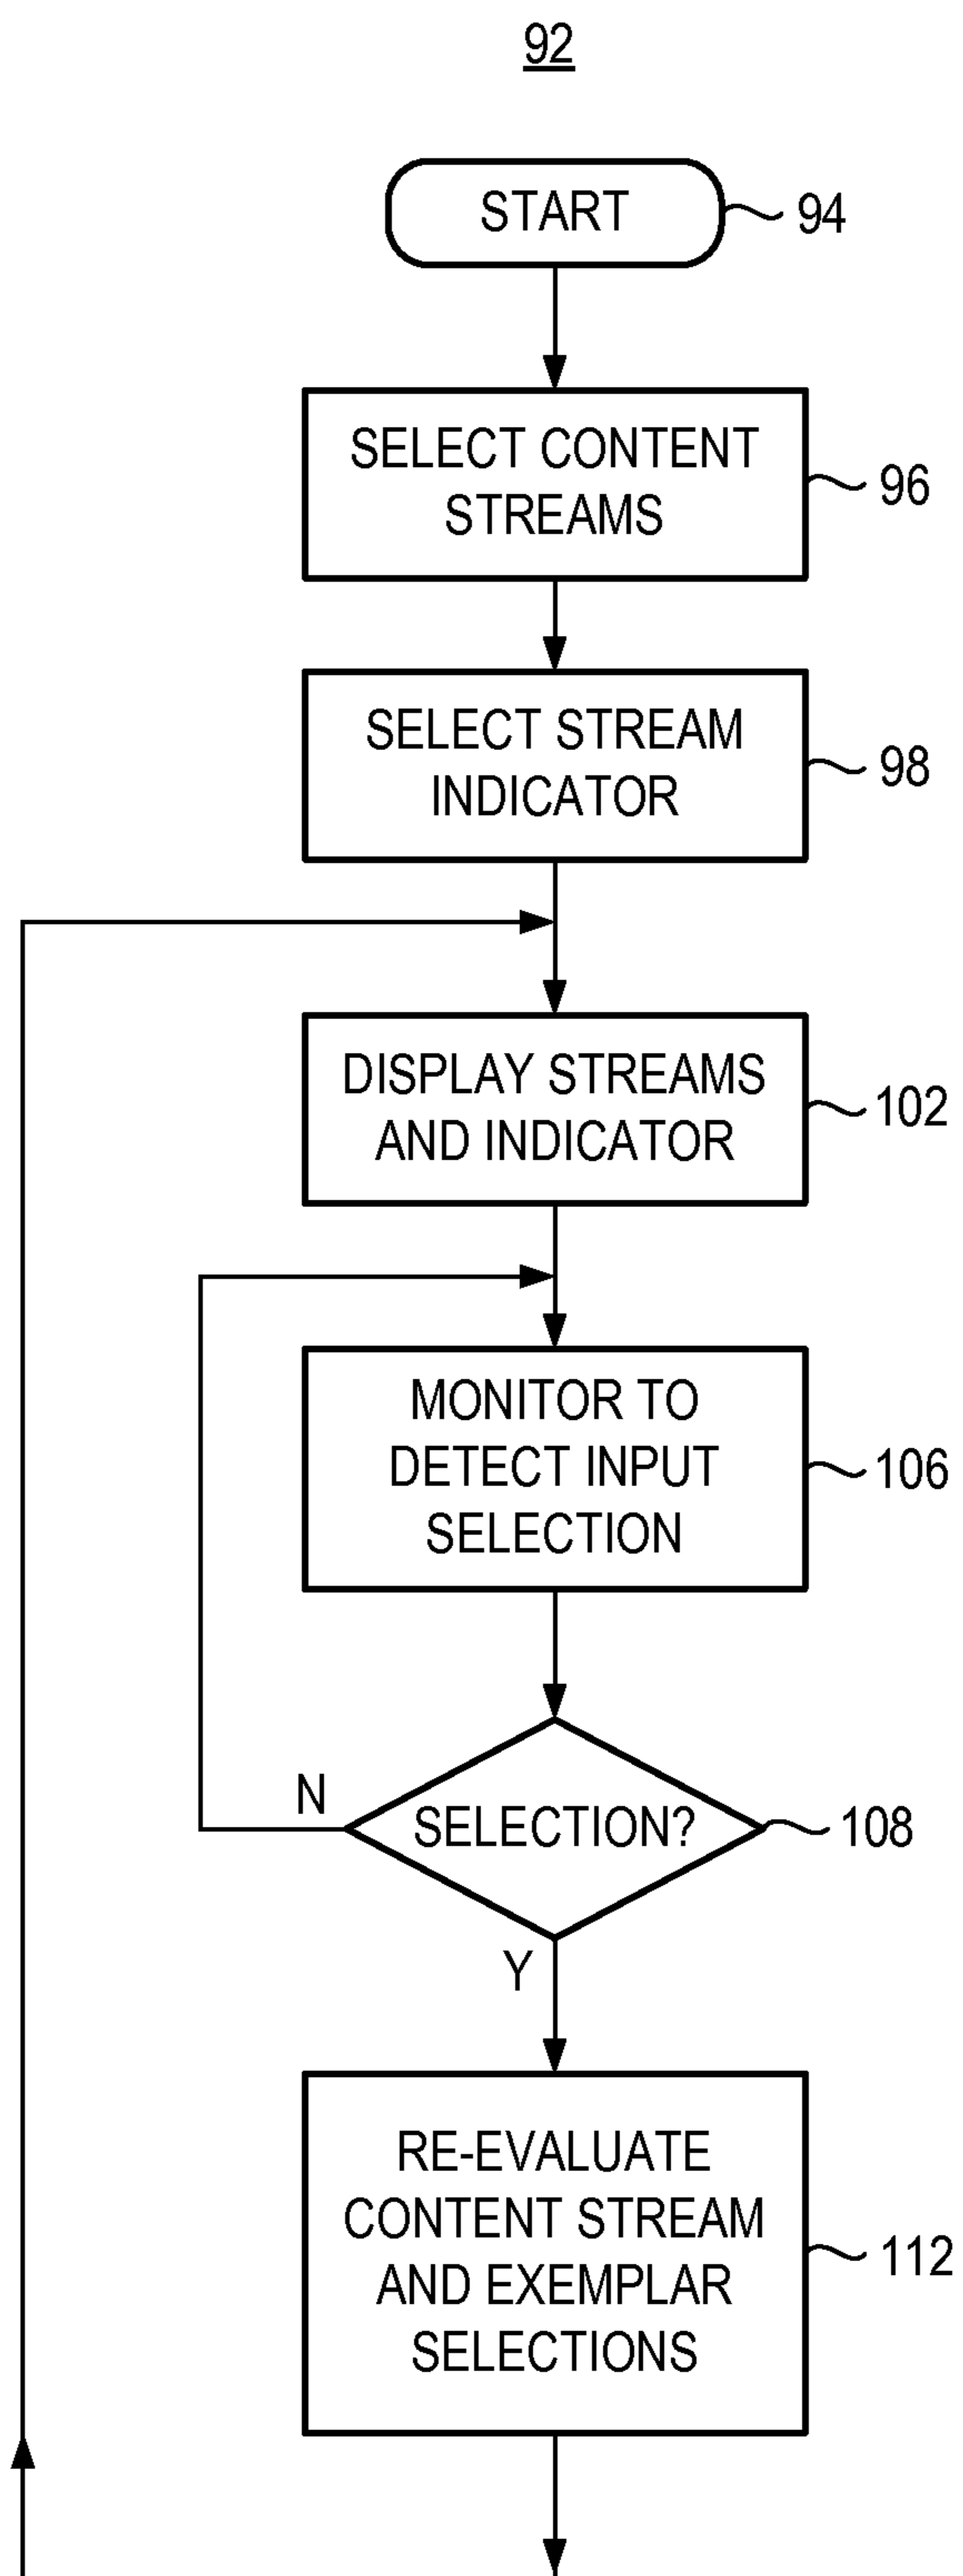 92
START
94
SELECT CONTENT
STREAMS
96
SELECT STREAM
INDICATOR
98
DISPLAY STREAMS
AND INDICATOR
102
MONITOR TO
DETECT INPUT
SELECTION
106
N
SELECTION?
108
Y
RE-EVALUATE
CONTENT STREAM
AND EXEMPLAR
SELECTIONS
112